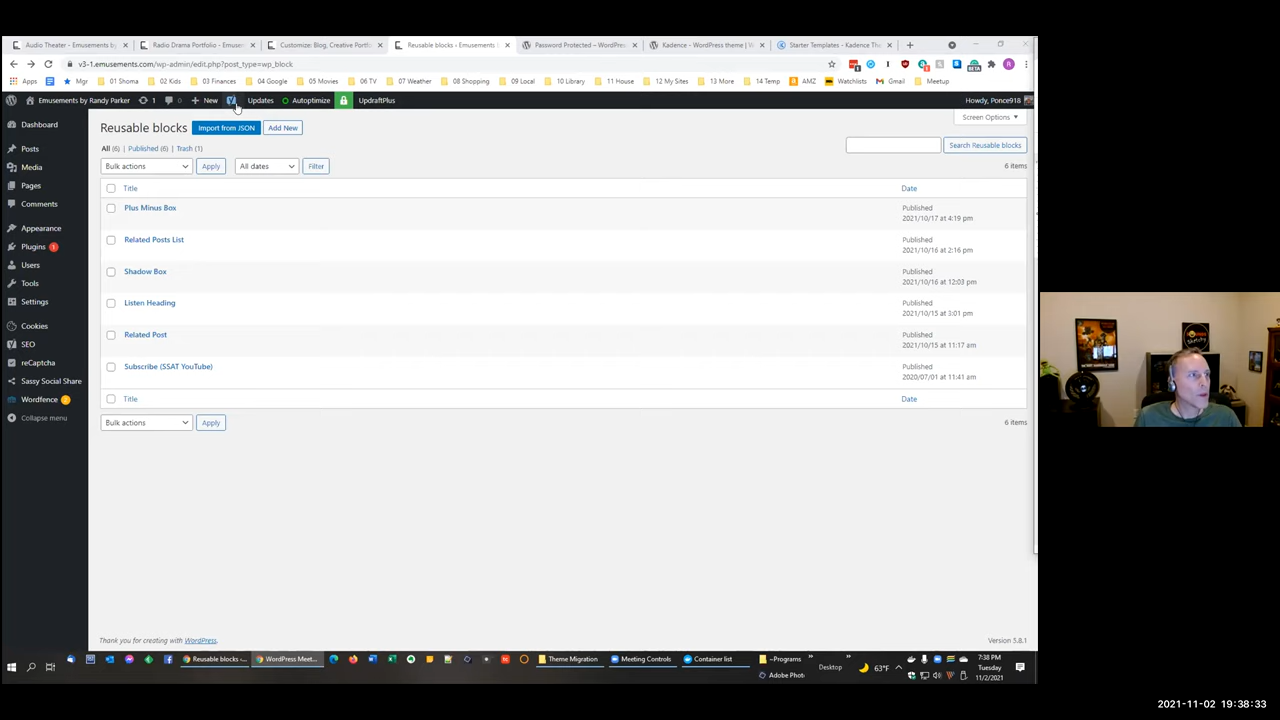 Audio Theater - Emusements by
Radio Drama Portfolio - Emuse
Customize: Blog, Creative Portf
Reusable blocks ‹ Emusements
Password Protected – WordPres
Kadence - WordPress theme | W
Starter Templates - Kadence Th
v3-1.emusements.com/wp-admin/edit.php?post_type=wp_block
Apps Mgr 01 Shoma 02 Kids 03 Finances 04 Google 05 Movies 06 TV 07 Weather 08 Shopping 09 Local 10 Library 11 House 12 My Sites 13 More 14 Temp AMZ Watchlists Gmail Meetup
Emusements by Randy Parker 1 0 New Updates Autoptimize UpdraftPlus Howdy, Ponce918
Screen Options
Dashboard
Posts
Media
Pages
Comments
Appearance
Plugins 1
Users
Tools
Settings
Cookies
SEO
reCaptcha
Sassy Social Share
Wordfence 2
Collapse menu
Reusable blocks Import from JSON Add New
All (6) | Published (6) | Trash (1)
Search Reusable blocks
Bulk actions Apply All dates Filter
6 items
Title Date
Plus Minus Box Published
2021/10/17 at 4:19 pm
Related Posts List Published
2021/10/16 at 2:16 pm
Shadow Box Published
2021/10/16 at 12:03 pm
Listen Heading Published
2021/10/15 at 3:01 pm
Related Post Published
2021/10/15 at 11:17 am
Subscribe (SSAT YouTube) Published
2020/07/01 at 11:41 am
Title Date
Bulk actions Apply
6 items
Thank you for creating with WordPress. Version 5.8.1
Reusable blocks ‹...
WordPress Meet...
Theme Migration
Meeting Controls
Container list
~Programs
Adobe Phot
Desktop
63°F
7:38 PM
Tuesday
11/2/2021
2021-11-02 19:38:33